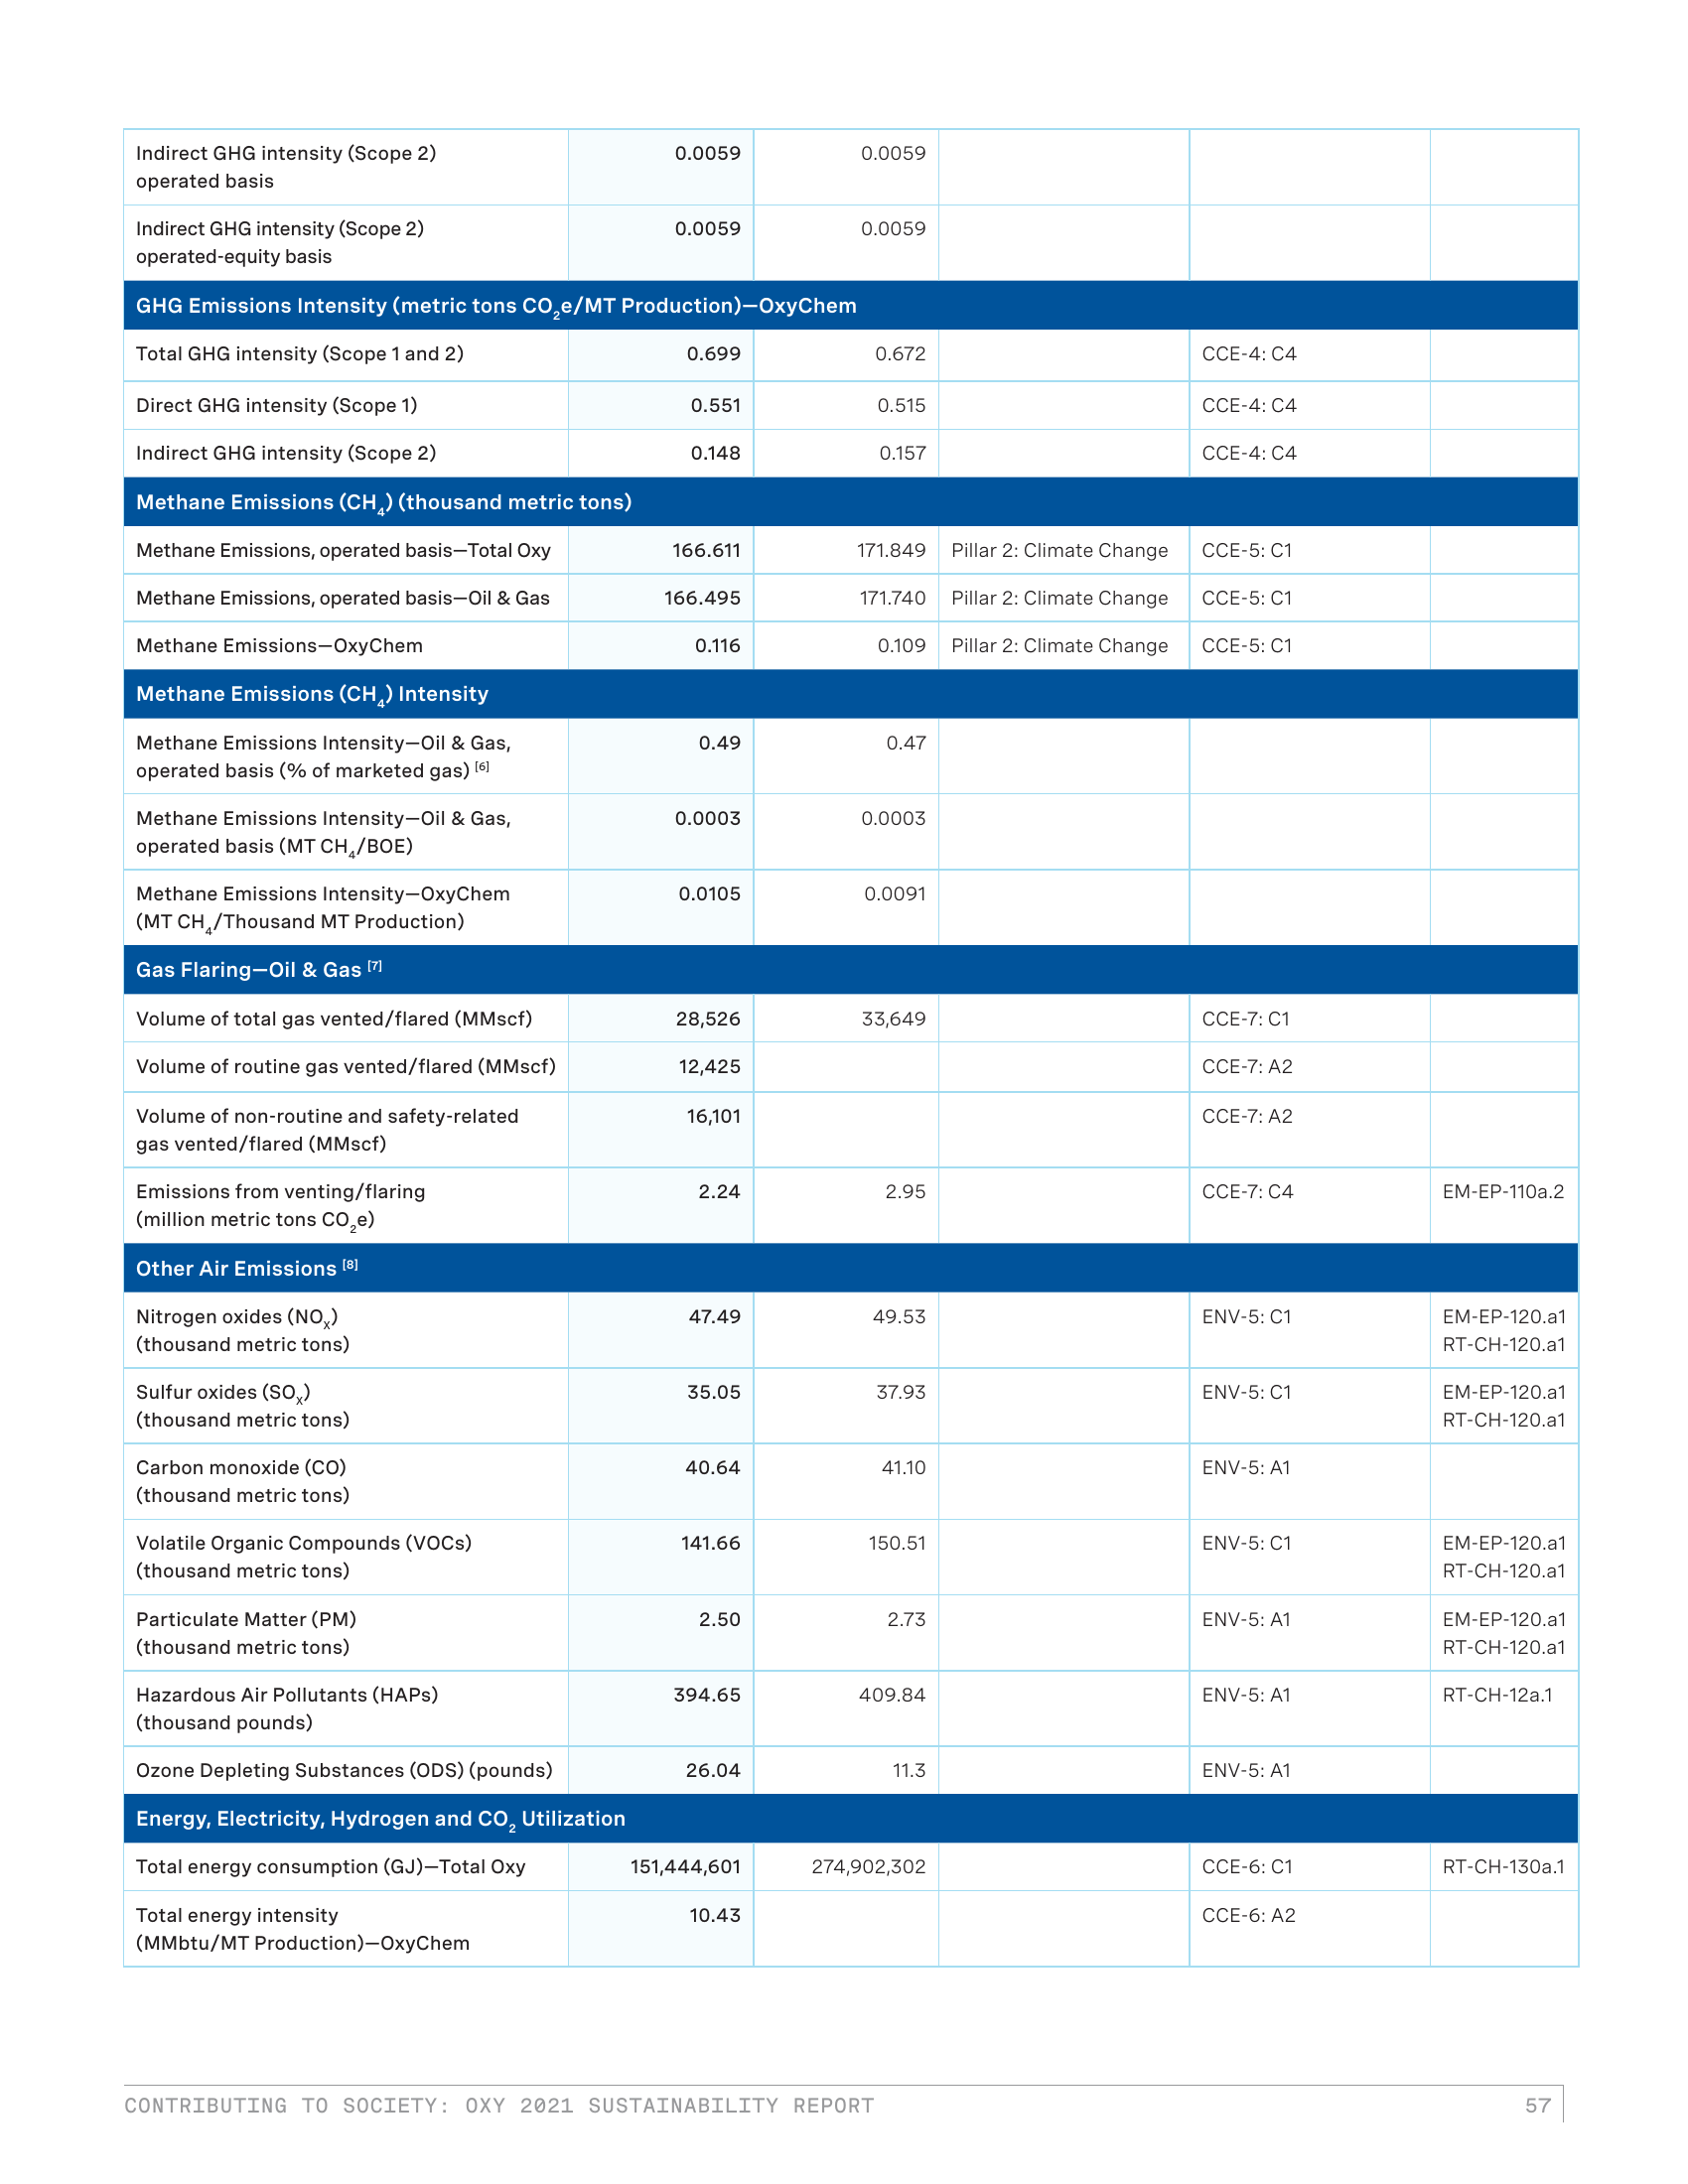 Indirect GHG intensity (Scope 2) 0.0059 0.0059
operated basis
Indirect GHG intensity (Scope 2) 0.0059 0.0059
operated-equity basis
GHG Emissions Intensity (metric tons CO₂e/MT Production)—OxyChem
Total GHG intensity (Scope 1 and 2) 0.699 0.672 CCE-4: C4
Direct GHG intensity (Scope 1) 0.551 0.515 CCE-4: C4
Indirect GHG intensity (Scope 2) 0.148 0.157 CCE-4: C4
Methane Emissions (CH₄) (thousand metric tons)
Methane Emissions, operated basis—Total Oxy 166.611 171.849 Pillar 2: Climate Change CCE-5: C1
Methane Emissions, operated basis—Oil & Gas 166.495 171.740 Pillar 2: Climate Change CCE-5: C1
Methane Emissions—OxyChem 0.116 0.109 Pillar 2: Climate Change CCE-5: C1
Methane Emissions (CH₄) Intensity
Methane Emissions Intensity—Oil & Gas, 0.49 0.47
operated basis (% of marketed gas) [6]
Methane Emissions Intensity—Oil & Gas, 0.0003 0.0003
operated basis (MT CH₄/BOE)
Methane Emissions Intensity—OxyChem 0.0105 0.0091
(MT CH₄/Thousand MT Production)
Gas Flaring—Oil & Gas [7]
Volume of total gas vented/flared (MMscf) 28,526 33,649 CCE-7: C1
Volume of routine gas vented/flared (MMscf) 12,425 CCE-7: A2
Volume of non-routine and safety-related 16,101 CCE-7: A2
gas vented/flared (MMscf)
Emissions from venting/flaring 2.24 2.95 CCE-7: C4 EM-EP-110a.2
(million metric tons CO₂e)
Other Air Emissions [8]
Nitrogen oxides (NOₓ) 47.49 49.53 ENV-5: C1 EM-EP-120.a1
(thousand metric tons) RT-CH-120.a1
Sulfur oxides (SOₓ) 35.05 37.93 ENV-5: C1 EM-EP-120.a1
(thousand metric tons) RT-CH-120.a1
Carbon monoxide (CO) 40.64 41.10 ENV-5: A1
(thousand metric tons)
Volatile Organic Compounds (VOCs) 141.66 150.51 ENV-5: C1 EM-EP-120.a1
(thousand metric tons) RT-CH-120.a1
Particulate Matter (PM) 2.50 2.73 ENV-5: A1 EM-EP-120.a1
(thousand metric tons) RT-CH-120.a1
Hazardous Air Pollutants (HAPs) 394.65 409.84 ENV-5: A1 RT-CH-12a.1
(thousand pounds)
Ozone Depleting Substances (ODS) (pounds) 26.04 11.3 ENV-5: A1
Energy, Electricity, Hydrogen and CO₂ Utilization
Total energy consumption (GJ)—Total Oxy 151,444,601 274,902,302 CCE-6: C1 RT-CH-130a.1
Total energy intensity 10.43 CCE-6: A2
(MMbtu/MT Production)—OxyChem
CONTRIBUTING TO SOCIETY: OXY 2021 SUSTAINABILITY REPORT 57